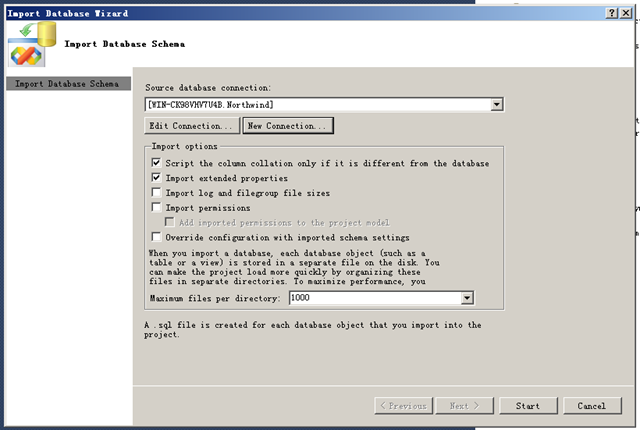 Import Database Wizard
Import Database Schema
Import Database Schema
Source database connection:
[WIN-CK98VHV7U4B.Northwind]
Edit Connection...
New Connection...
Import options
Script the column collation only if it is different from the database
Import extended properties
Import log and filegroup file sizes
Import permissions
Add imported permissions to the project model
Override configuration with imported schema settings
When you import a database, each database object (such as a
table or a view) is stored in a separate file on the disk. You
can make the project load more quickly by organizing these
files in separate directories. To maximize performance, you
Maximum files per directory:
1000
A .sql file is created for each database object that you import into the
project.
< Previous
Next >
Start
Cancel